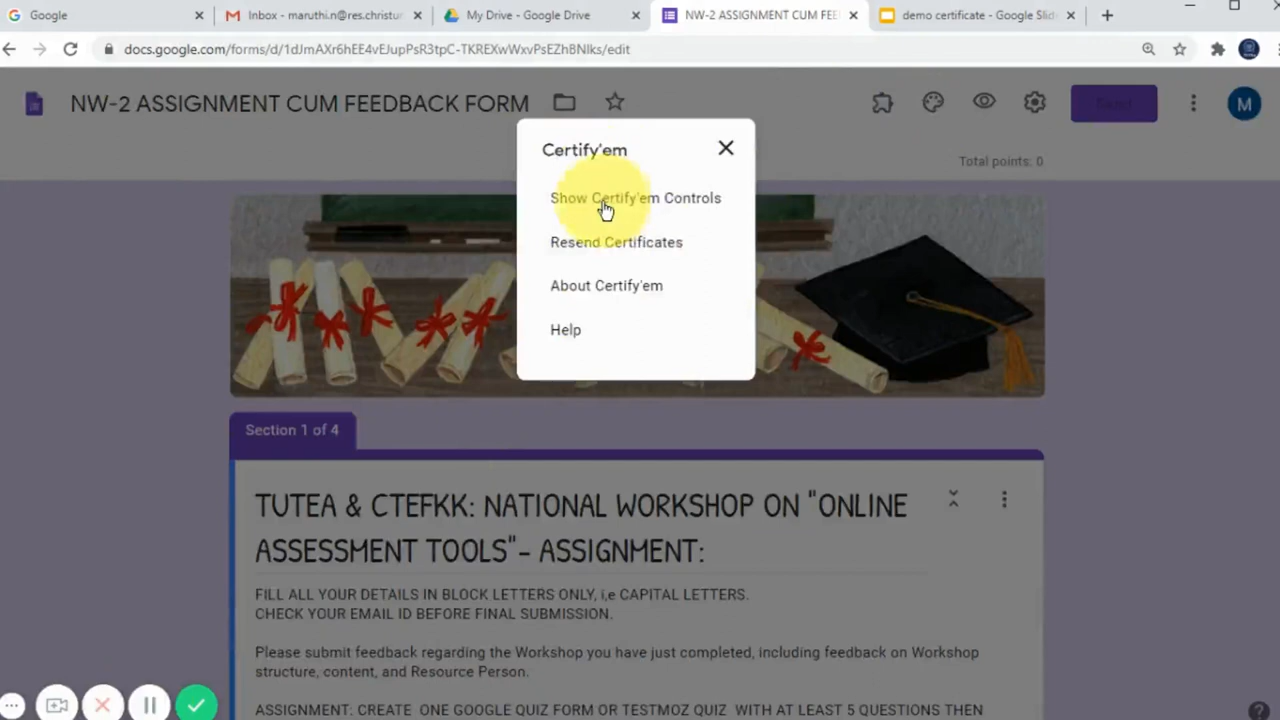 Google
Inbox - maruthi.n@res.christur
My Drive - Google Drive
NW-2 ASSIGNMENT CUM FEE
demo certificate - Google Slid
docs.google.com/forms/d/1dJmAXr6hEE4vEJupPsR3tpC-TKREXwWxvPsEZhBNlks/edit
NW-2 ASSIGNMENT CUM FEEDBACK FORM
Send
M
Total points: 0
Certify'em
Show Certify'em Controls
Resend Certificates
About Certify'em
Help
Section 1 of 4
TUTEA & CTEFKK: NATIONAL WORKSHOP ON "ONLINE
ASSESSMENT TOOLS"- ASSIGNMENT:
FILL ALL YOUR DETAILS IN BLOCK LETTERS ONLY, i,e CAPITAL LETTERS.
CHECK YOUR EMAIL ID BEFORE FINAL SUBMISSION.
Please submit feedback regarding the Workshop you have just completed, including feedback on Workshop
structure, content, and Resource Person.
ASSIGNMENT: CREATE ONE GOOGLE QUIZ FORM OR TESTMOZ QUIZ WITH AT LEAST 5 QUESTIONS THEN